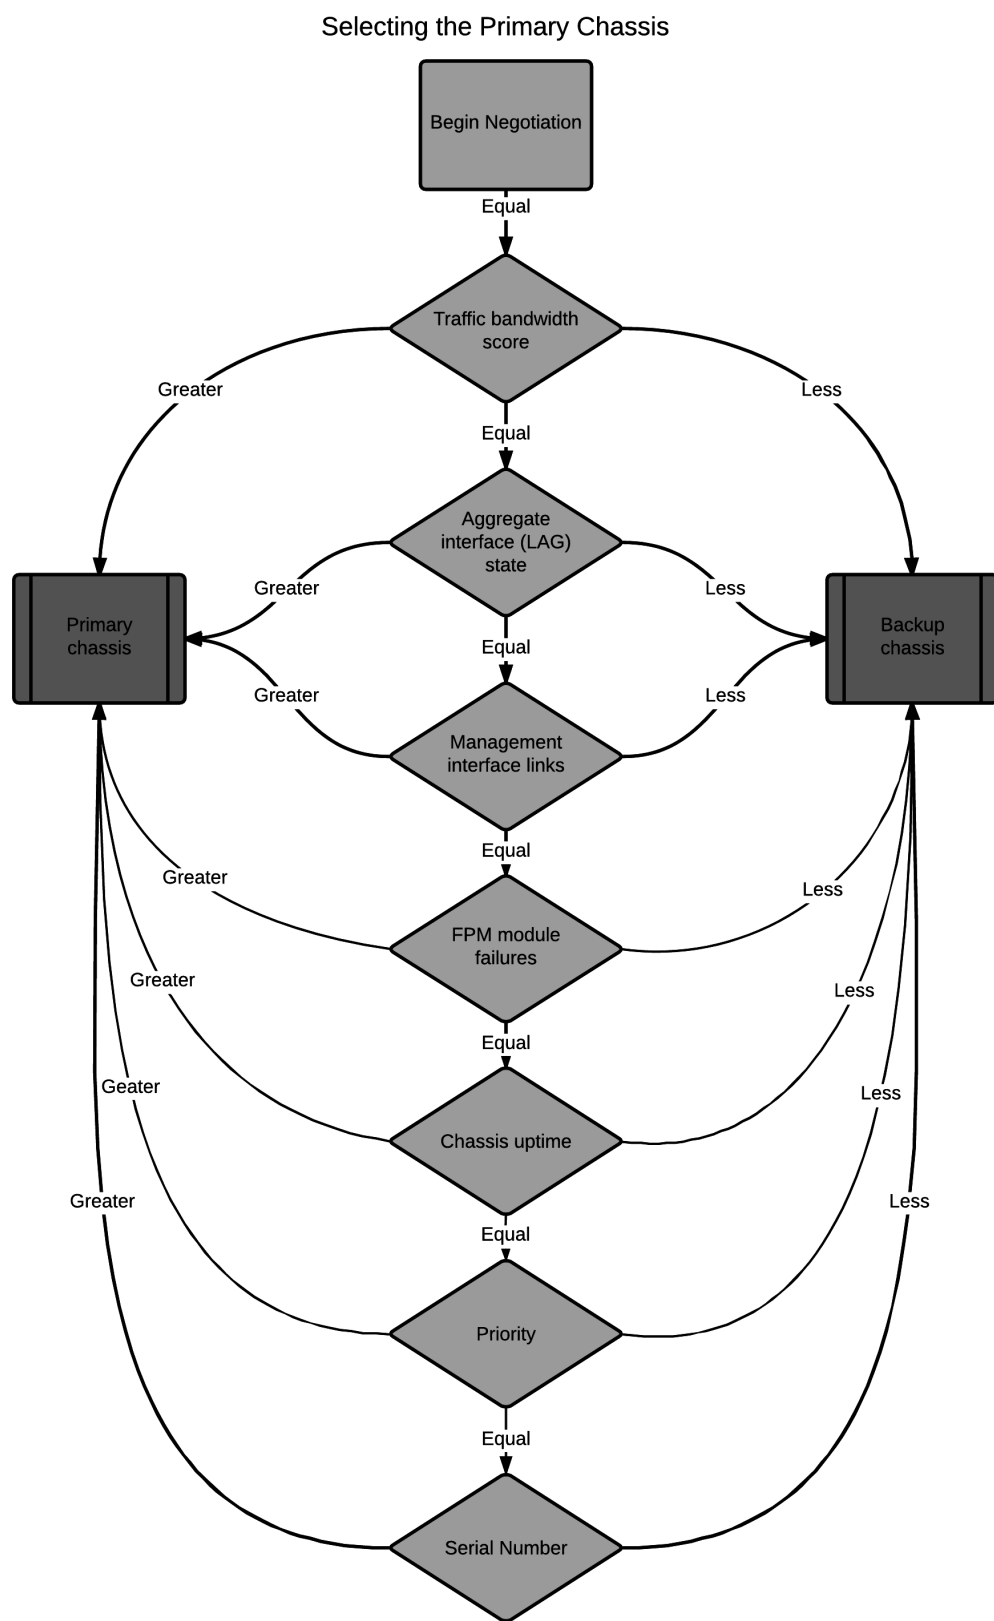 Selecting the Primary Chassis
Begin Negotiation
Equal
Traffic bandwidth
score
Greater
Less
Equal
Aggregate
interface (LAG)
state
Greater
Less
Primary
chassis
Backup
chassis
Equal
Greater
Less
Management
interface links
Equal
Greater
Less
FPM module
failures
Greater
Less
Equal
Geater
Less
Chassis uptime
Greater
Less
Equal
Priority
Equal
Serial Number